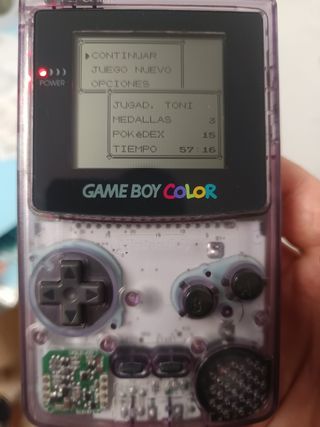 ▶CONTINUAR
JUEGO NUEVO
OPCIONES
JUGAD. TONI
MEDALLAS 3
POKéDEX 15
TIEMPO 57:16
POWER
GAME BOY COLOR